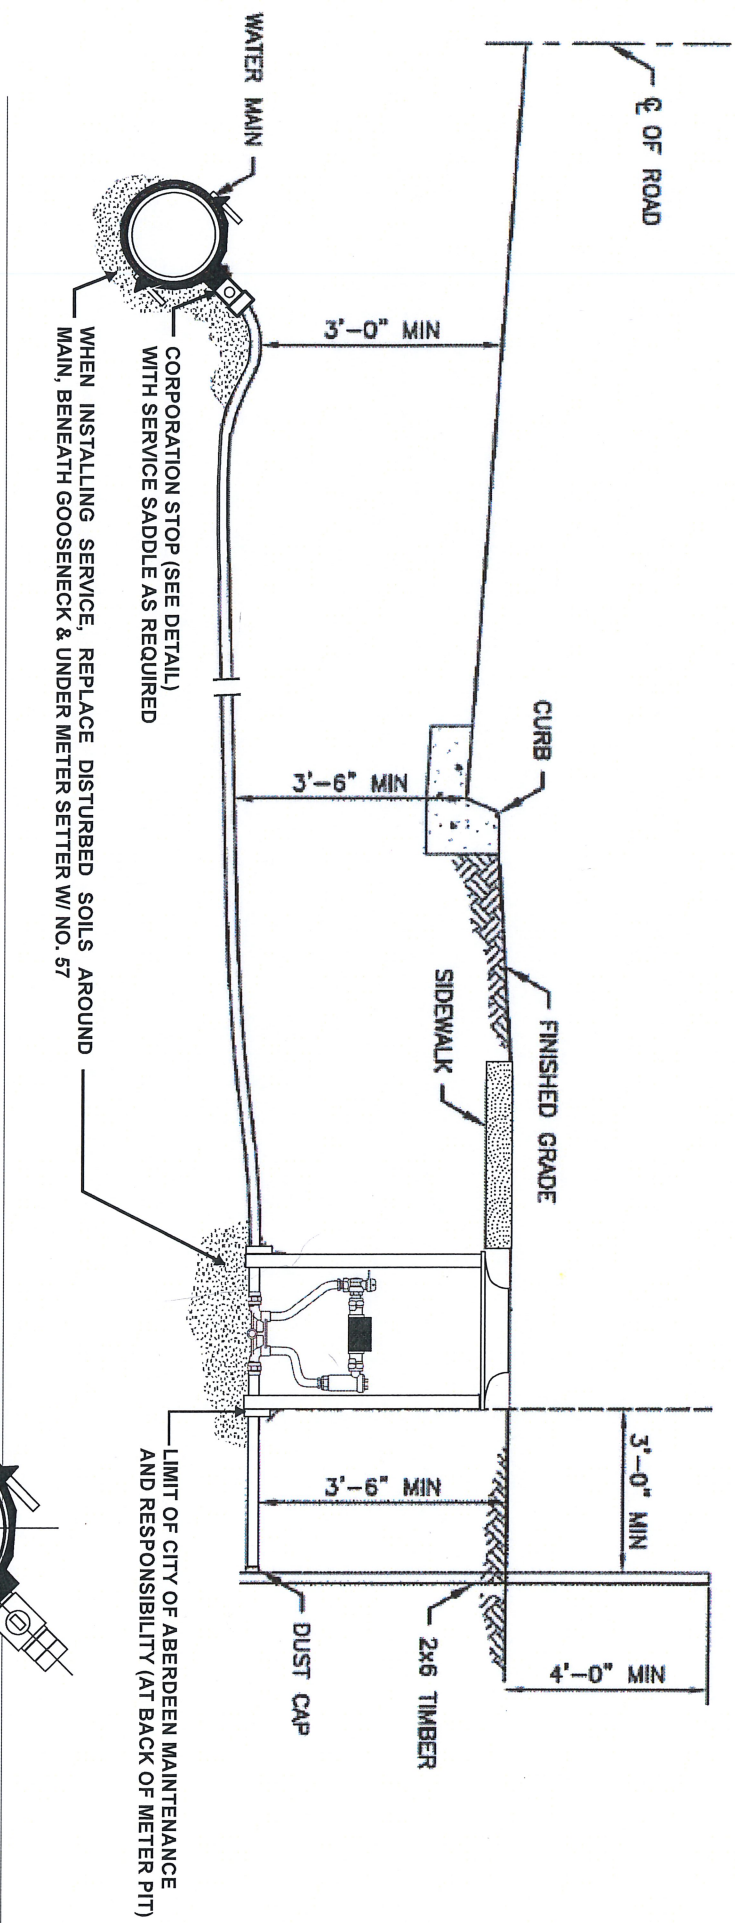 ℄ OF ROAD
WATER MAIN
3'-0" MIN
CORPORATION STOP (SEE DETAIL)
WITH SERVICE SADDLE AS REQUIRED
WHEN INSTALLING SERVICE, REPLACE DISTURBED SOILS AROUND
MAIN, BENEATH GOOSENECK & UNDER METER SETTER W/ NO. 57
CURB
3'-6" MIN
FINISHED GRADE
SIDEWALK
3'-0" MIN
3'-6" MIN
4'-0" MIN
2x6 TIMBER
DUST CAP
LIMIT OF CITY OF ABERDEEN MAINTENANCE
AND RESPONSIBILITY (AT BACK OF METER PIT)